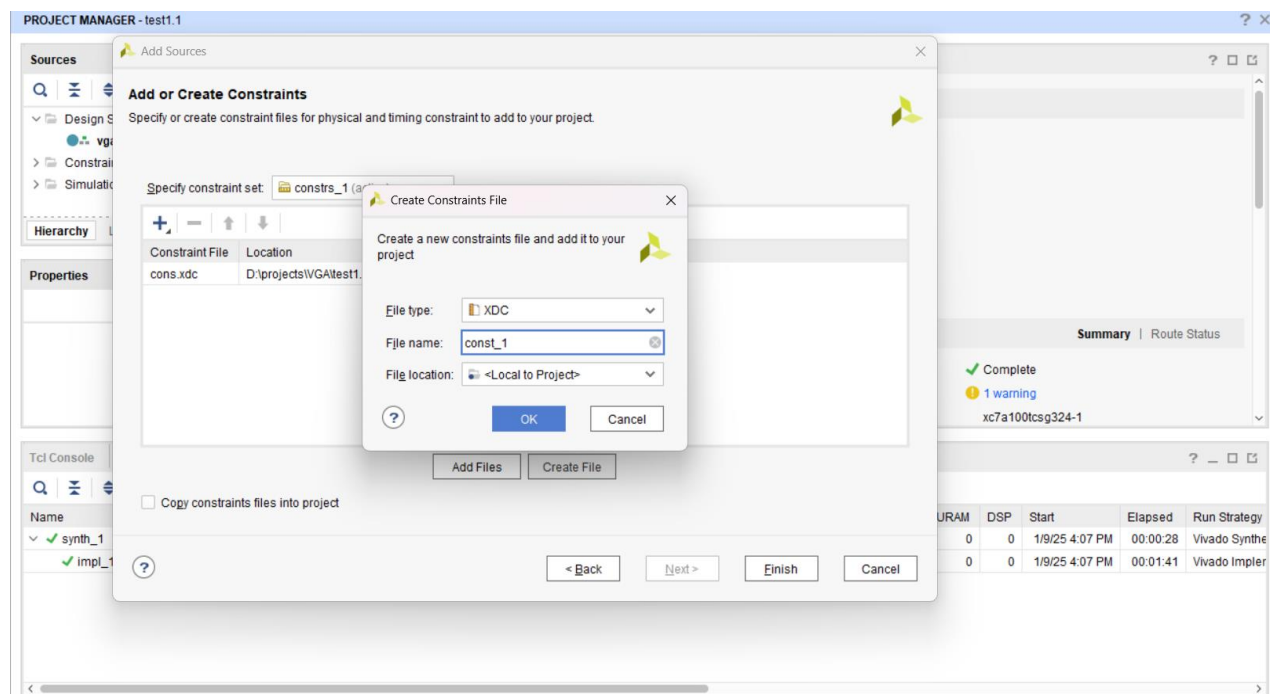 PROJECT MANAGER - test1.1
? ×
Sources
Design S
vga
Constrai
Simulatio
Hierarchy
Properties
Add Sources
Add or Create Constraints
Specify or create constraint files for physical and timing constraint to add to your project.
Specify constraint set: constrs_1
Constraint File Location
cons.xdc D:\projects\VGA\test1.
Create Constraints File
Create a new constraints file and add it to your
project
File type: XDC
File name: const_1
File location: <Local to Project>
? OK Cancel
Add Files Create File
Copy constraints files into project
? < Back Next > Finish Cancel
Summary | Route Status
Complete
1 warning
xc7a100tcsg324-1
Tcl Console
Name URAM DSP Start Elapsed Run Strategy
synth_1 0 0 1/9/25 4:07 PM 00:00:28 Vivado Synthe
impl_1 0 0 1/9/25 4:07 PM 00:01:41 Vivado Impler